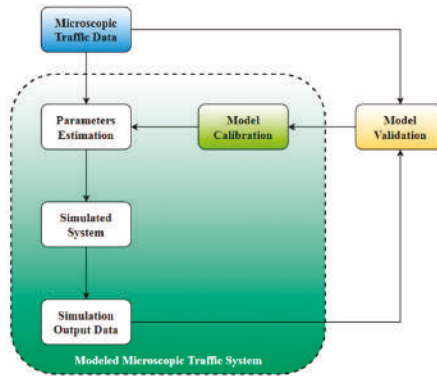 Microscopic
Traffic Data
Parameters
Estimation
Model
Calibration
Model
Validation
Simulated
System
Simulation
Output Data
Modeled Microscopic Traffic System